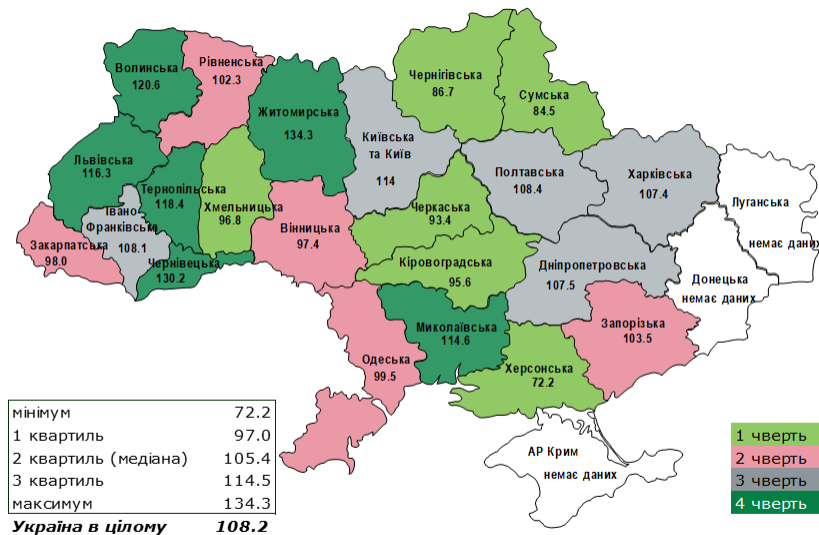 Волинська
120.6
Рівненська
102.3
Житомирська
134.3
Київська
та Київ
114
Чернігівська
86.7
Сумська
84.5
Львівська
116.3
Тернопільська
118.4
Хмельницька
96.8
Івано-
Франківська
108.1
Закарпатська
98.0
Чернівецька
130.2
Вінницька
97.4
Черкаська
93.4
Полтавська
108.4
Харківська
107.4
Луганська
немає даних
Кіровоградська
95.6
Дніпропетровська
107.5
Донецька
немає даних
Миколаївська
114.6
Запорізька
103.5
Одеська
99.5
Херсонська
72.2
АР Крим
немає даних
мінімум 72.2
1 квартиль 97.0
2 квартиль (медіана) 105.4
3 квартиль 114.5
максимум 134.3
Україна в цілому 108.2
1 чверть
2 чверть
3 чверть
4 чверть